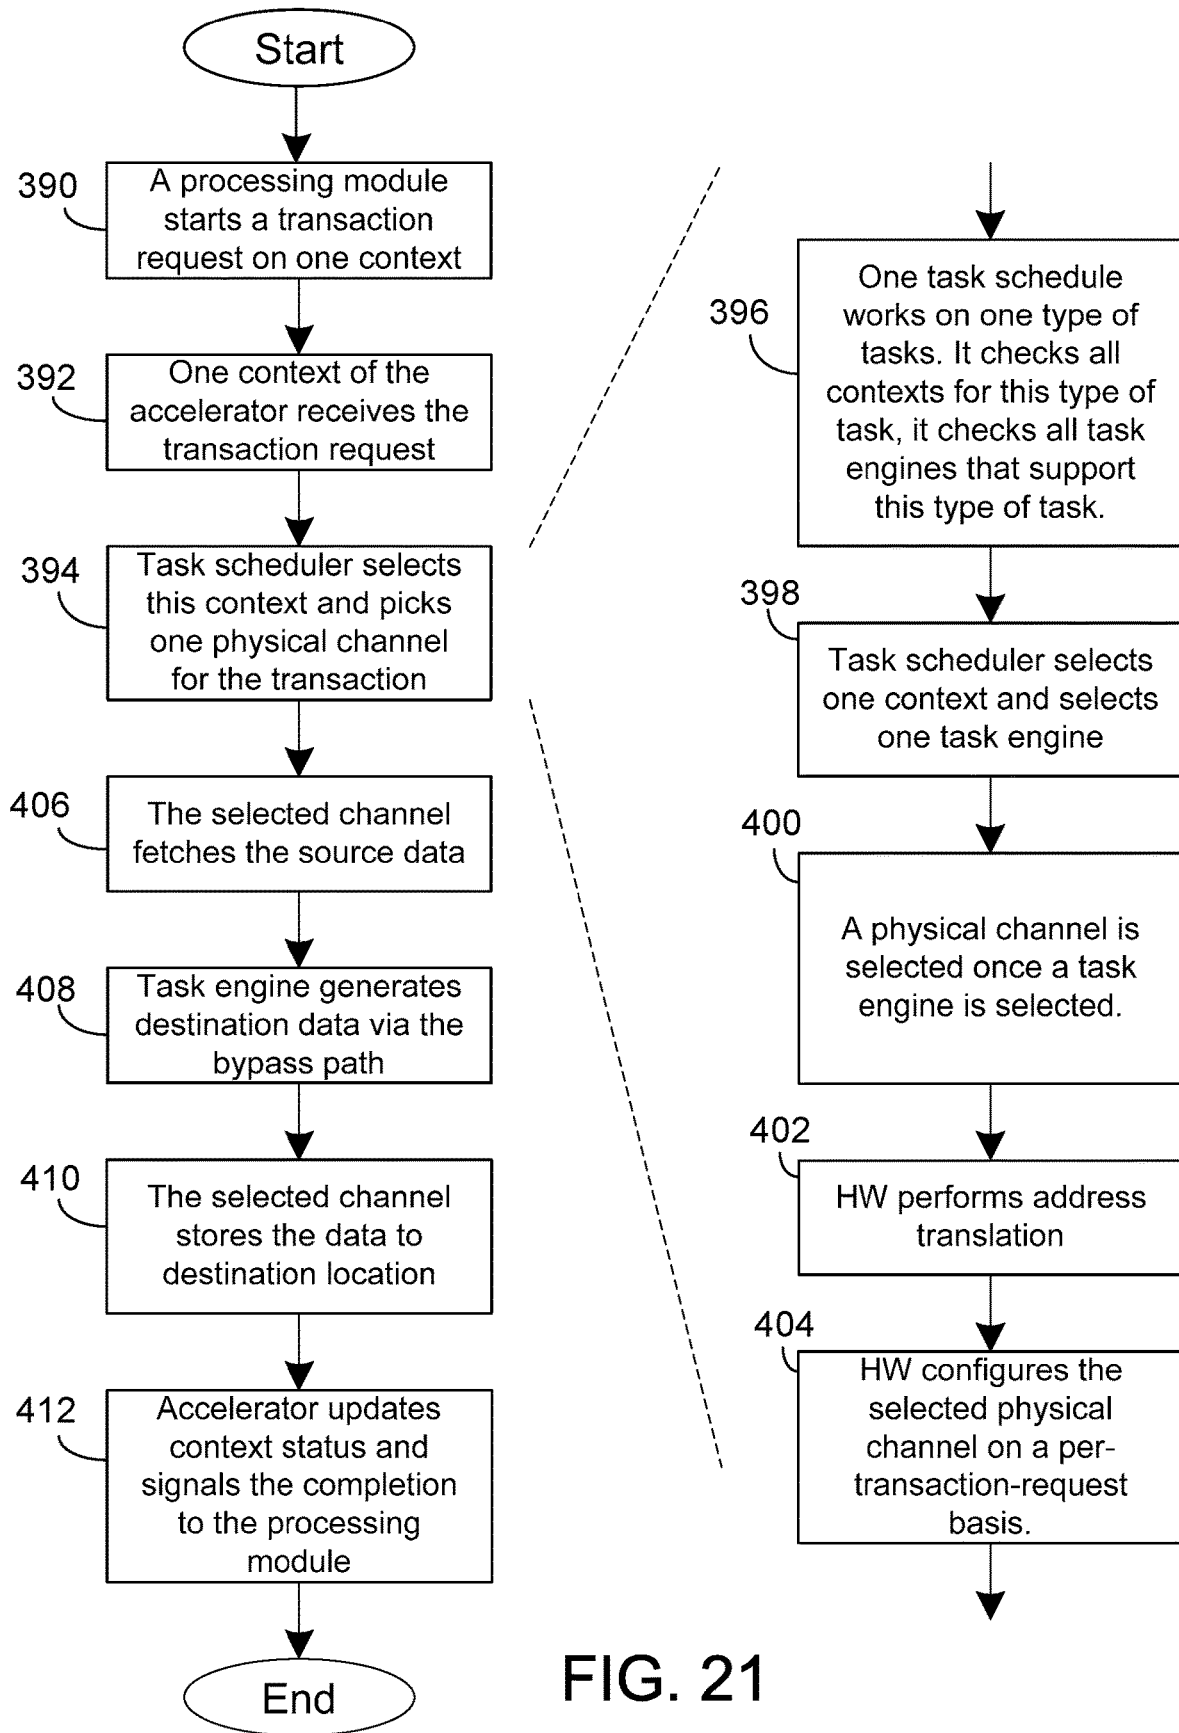 Start
390
A processing module
starts a transaction
request on one context
392
One context of the
accelerator receives the
transaction request
394
Task scheduler selects
this context and picks
one physical channel
for the transaction
406
The selected channel
fetches the source data
408
Task engine generates
destination data via the
bypass path
410
The selected channel
stores the data to
destination location
412
Accelerator updates
context status and
signals the completion
to the processing
module
End
396
One task schedule
works on one type of
tasks. It checks all
contexts for this type of
task, it checks all task
engines that support
this type of task.
398
Task scheduler selects
one context and selects
one task engine
400
A physical channel is
selected once a task
engine is selected.
402
HW performs address
translation
404
HW configures the
selected physical
channel on a per-
transaction-request
basis.
FIG. 21